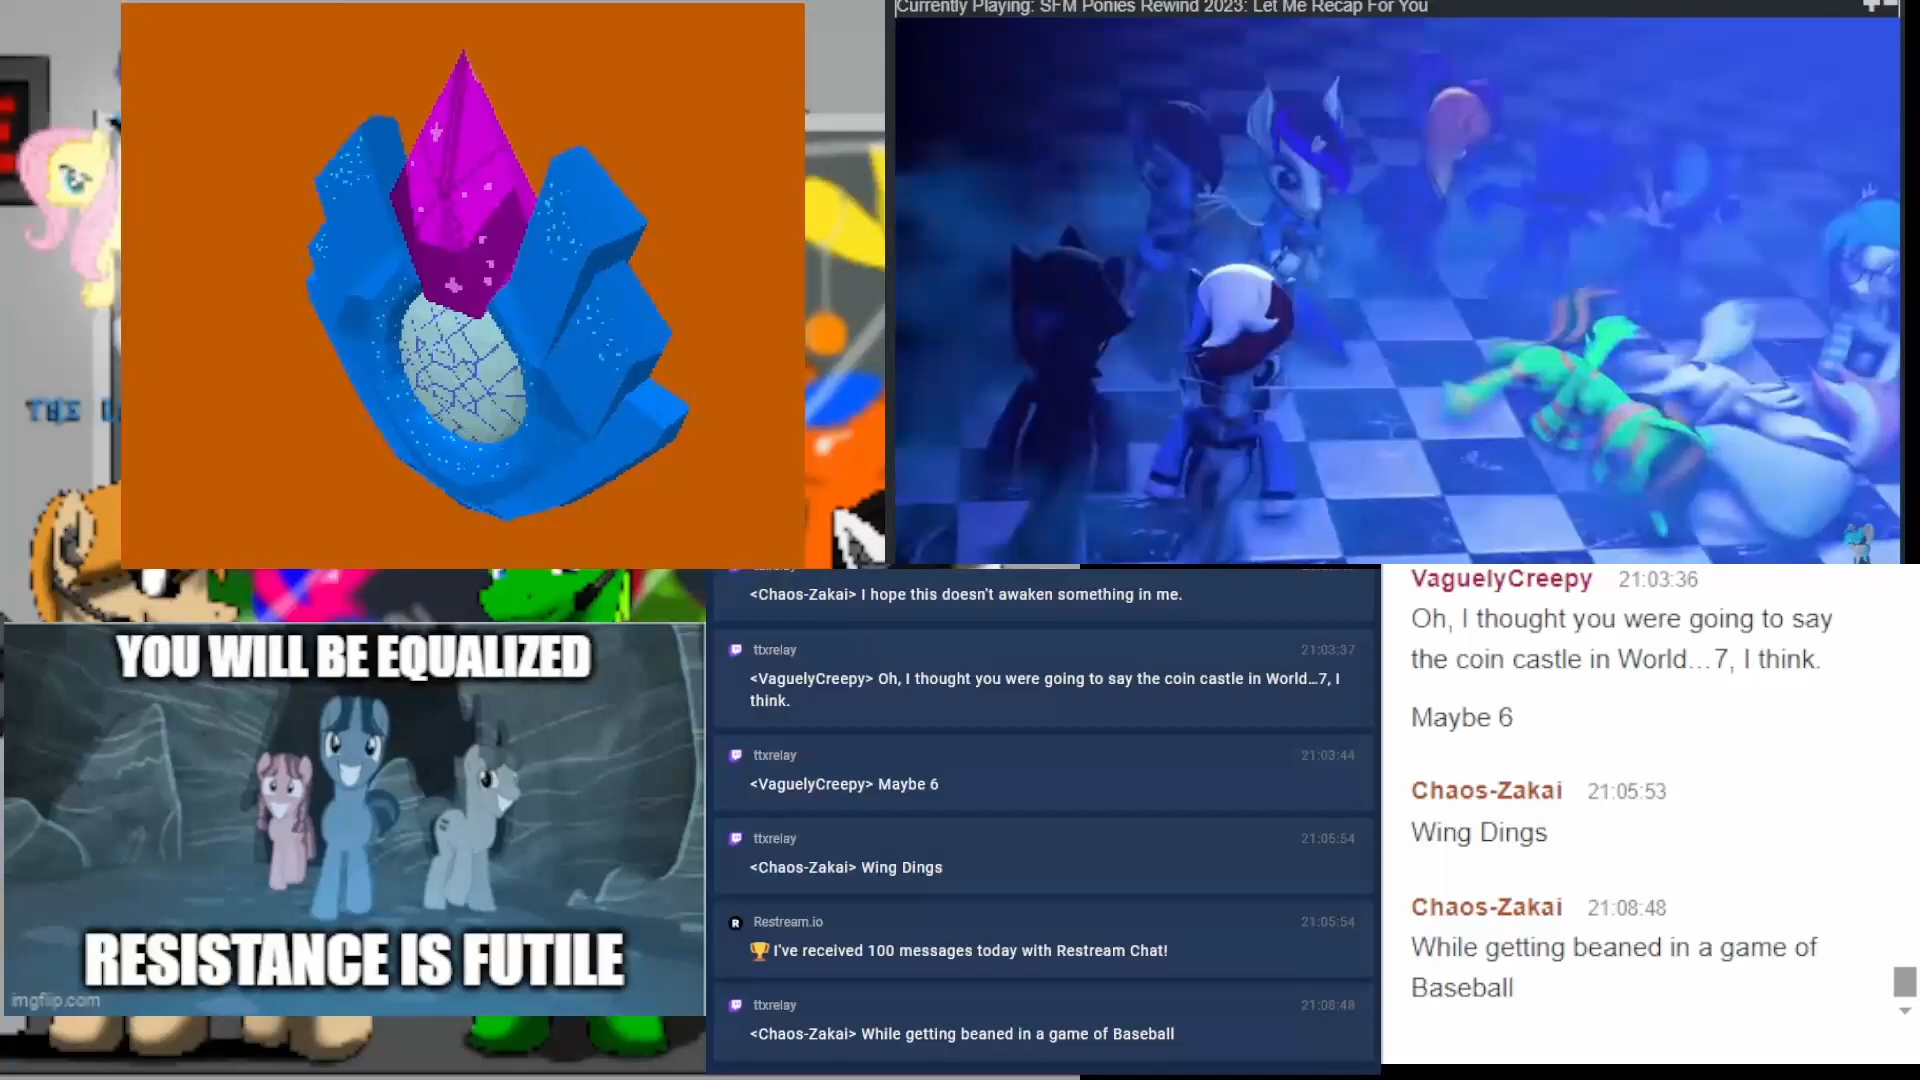 Currently Playing: SFM Ponies Rewind 2023: Let Me Recap For You
THE
YOU WILL BE EQUALIZED
RESISTANCE IS FUTILE
imgflip.com
<Chaos-Zakai> I hope this doesn't awaken something in me.
ttxrelay 21:03:37
<VaguelyCreepy> Oh, I thought you were going to say the coin castle in World...7, I
think.
ttxrelay 21:03:44
<VaguelyCreepy> Maybe 6
ttxrelay 21:05:54
<Chaos-Zakai> Wing Dings
R Restream.io 21:05:54
🏆 I've received 100 messages today with Restream Chat!
ttxrelay 21:08:48
<Chaos-Zakai> While getting beaned in a game of Baseball
VaguelyCreepy 21:03:36
Oh, I thought you were going to say
the coin castle in World...7, I think.
Maybe 6
Chaos-Zakai 21:05:53
Wing Dings
Chaos-Zakai 21:08:48
While getting beaned in a game of
Baseball